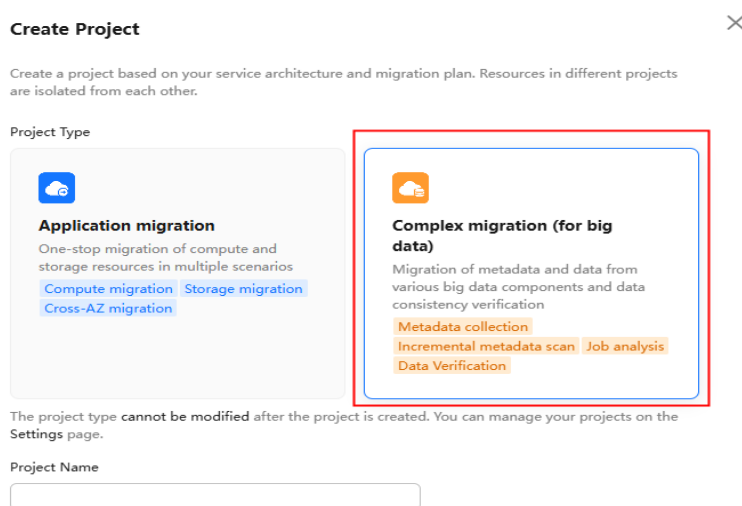 Create Project
Create a project based on your service architecture and migration plan. Resources in different projects
are isolated from each other.
Project Type
Application migration
One-stop migration of compute and
storage resources in multiple scenarios
Compute migration Storage migration
Cross-AZ migration
Complex migration (for big
data)
Migration of metadata and data from
various big data components and data
consistency verification
Metadata collection
Incremental metadata scan Job analysis
Data Verification
The project type cannot be modified after the project is created. You can manage your projects on the
Settings page.
Project Name